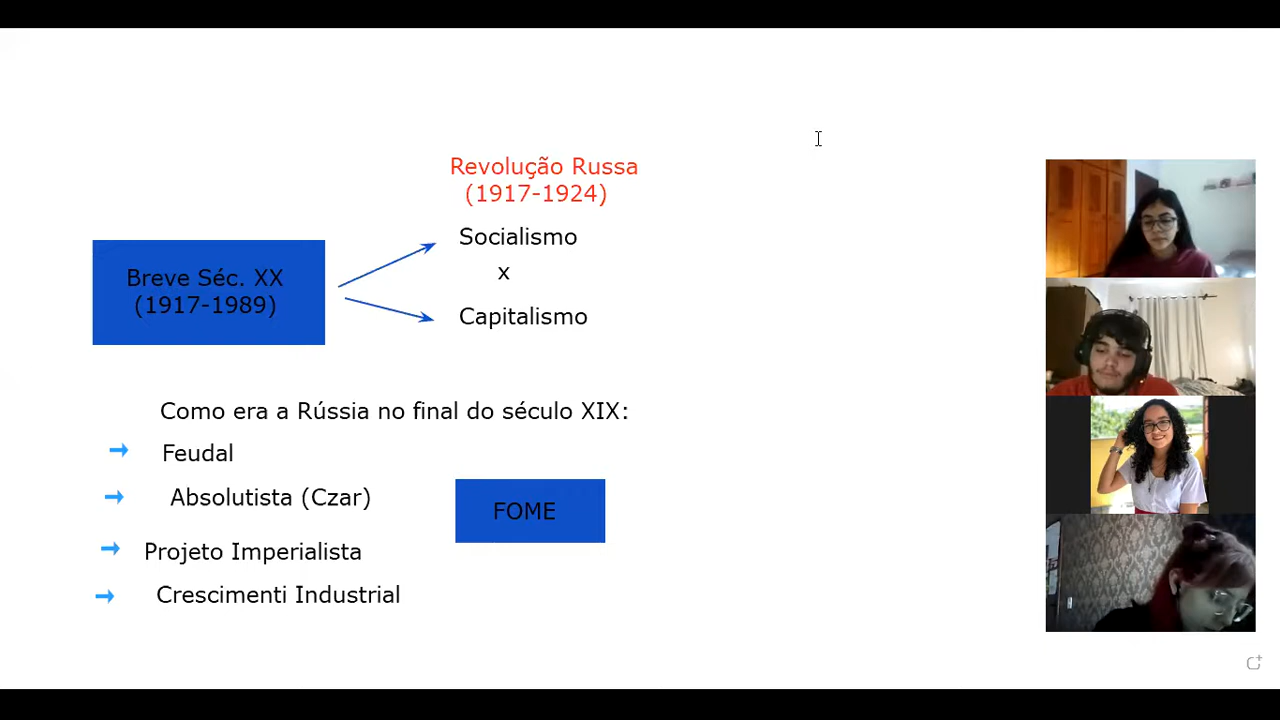 Revolução Russa
(1917-1924)
Socialismo
x
Capitalismo
Breve Séc. XX
(1917-1989)
Como era a Rússia no final do século XIX:
Feudal
Absolutista (Czar)
FOME
Projeto Imperialista
Crescimenti Industrial